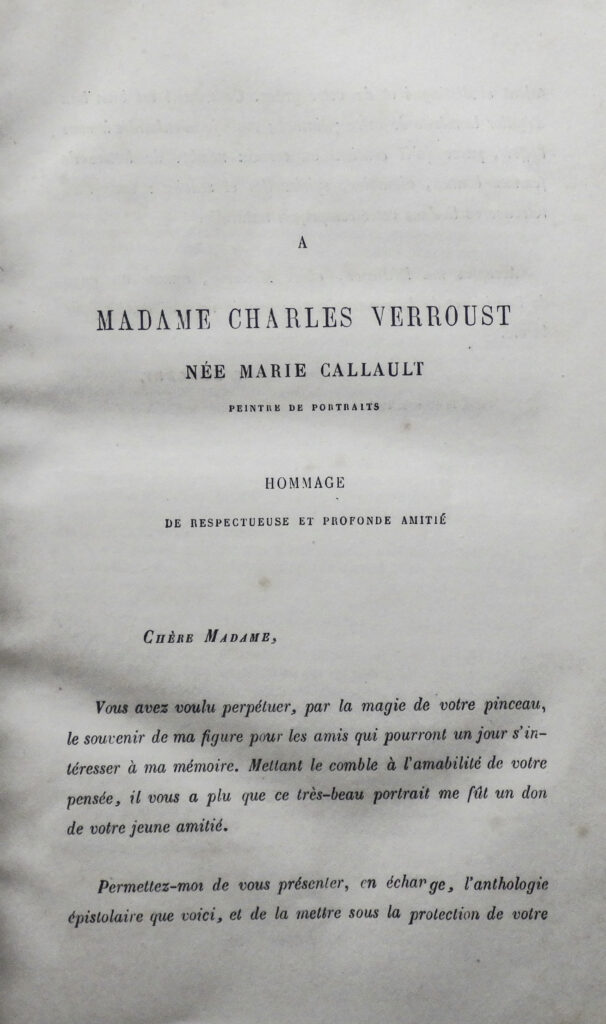 A
MADAME CHARLES VERROUST
NÉE MARIE CALLAULT
PEINTRE DE PORTRAITS
HOMMAGE
DE RESPECTUEUSE ET PROFONDE AMITIÉ
CHÈRE MADAME,
Vous avez voulu perpétuer, par la magie de votre pinceau,
le souvenir de ma figure pour les amis qui pourront un jour s'in-
téresser à ma mémoire. Mettant le comble à l'amabilité de votre
pensée, il vous a plu que ce très-beau portrait me fût un don
de votre jeune amitié.
Permettez-moi de vous présenter, en échange, l'anthologie
épistolaire que voici, et de la mettre sous la protection de votre